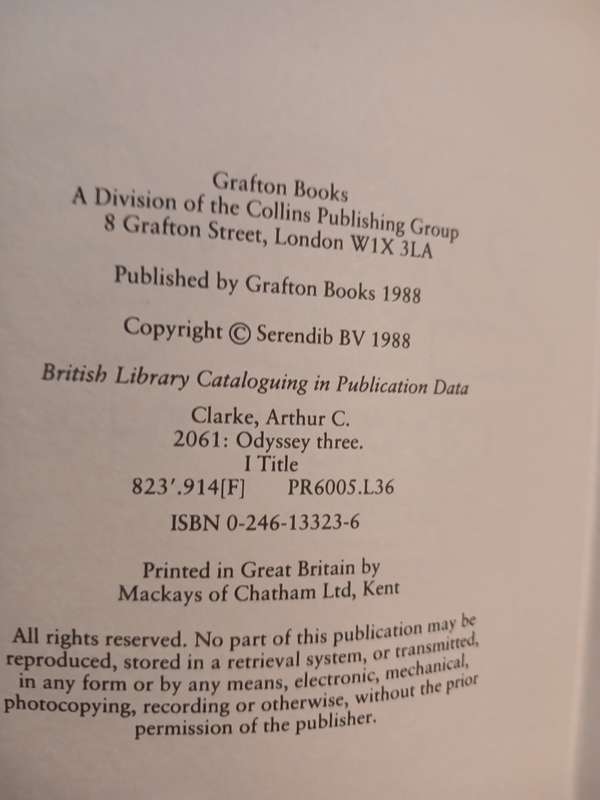 Grafton Books
A Division of the Collins Publishing Group
8 Grafton Street, London W1X 3LA
Published by Grafton Books 1988
Copyright © Serendib BV 1988
British Library Cataloguing in Publication Data
Clarke, Arthur C.
2061: Odyssey three.
I Title
823'.914[F] PR6005.L36
ISBN 0-246-13323-6
Printed in Great Britain by
Mackays of Chatham Ltd, Kent
All rights reserved. No part of this publication may be
reproduced, stored in a retrieval system, or transmitted,
in any form or by any means, electronic, mechanical,
photocopying, recording or otherwise, without the prior
permission of the publisher.